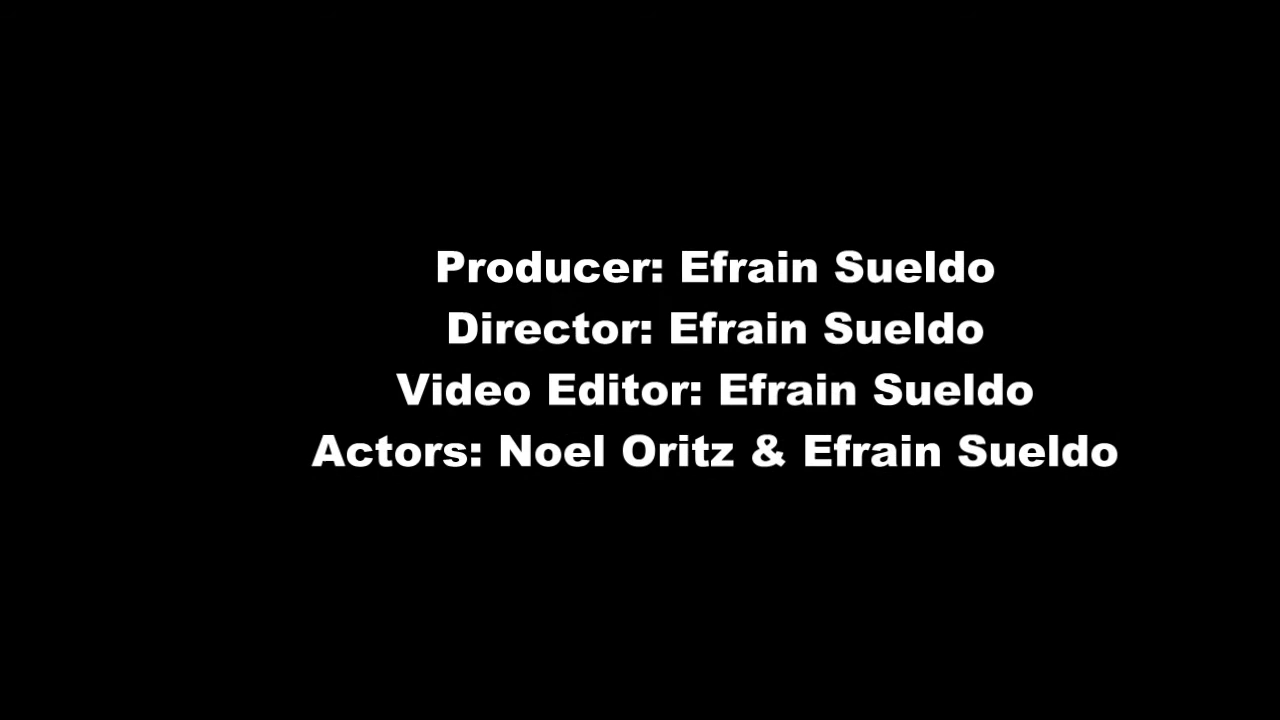 Producer: Efrain Sueldo
Director: Efrain Sueldo
Video Editor: Efrain Sueldo
Actors: Noel Oritz & Efrain Sueldo